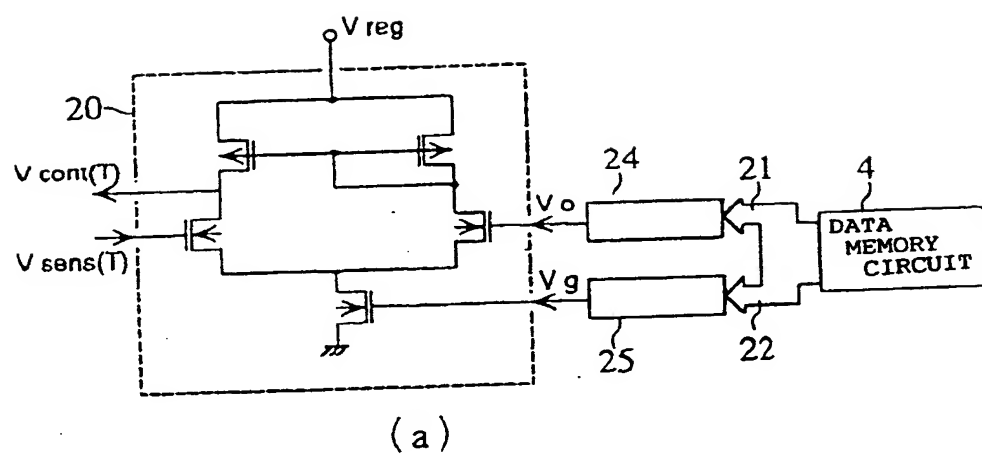 V reg
20
V cont(T)
V sens(T)
V o
24
21
4
DATA
MEMORY
CIRCUIT
V g
25
22
(a)